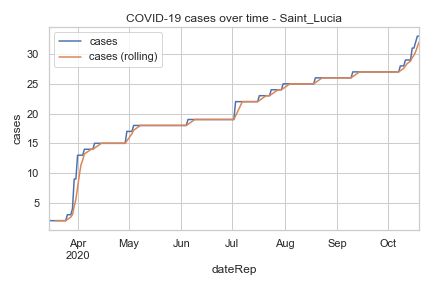 COVID-19 cases over time - Saint_Lucia
cases
cases (rolling)
30
25
20
15
10
5
cases
Apr
2020
May
Jun
Jul
Aug
Sep
Oct
dateRep